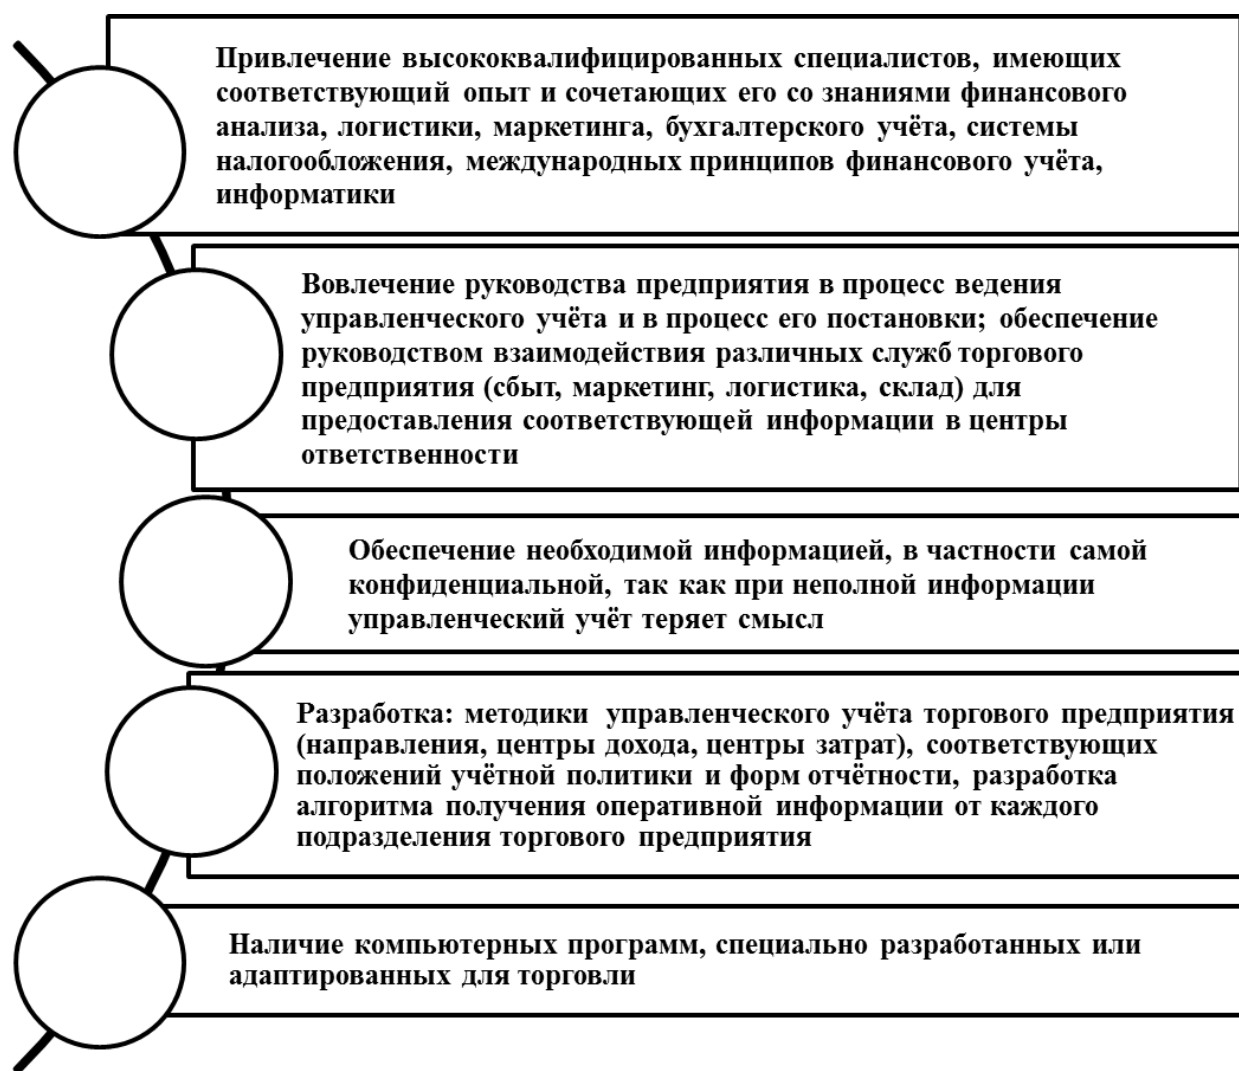 Привлечение высококвалифицированных специалистов, имеющих
соответствующий опыт и сочетающих его со знаниями финансового
анализа, логистики, маркетинга, бухгалтерского учёта, системы
налогообложения, международных принципов финансового учёта,
информатики
Вовлечение руководства предприятия в процесс ведения
управленческого учёта и в процесс его постановки; обеспечение
руководством взаимодействия различных служб торгового
предприятия (сбыт, маркетинг, логистика, склад) для
предоставления соответствующей информации в центры
ответственности
Обеспечение необходимой информацией, в частности самой
конфиденциальной, так как при неполной информации
управленческий учёт теряет смысл
Разработка: методики управленческого учёта торгового предприятия
(направления, центры дохода, центры затрат), соответствующих
положений учётной политики и форм отчётности, разработка
алгоритма получения оперативной информации от каждого
подразделения торгового предприятия
Наличие компьютерных программ, специально разработанных или
адаптированных для торговли